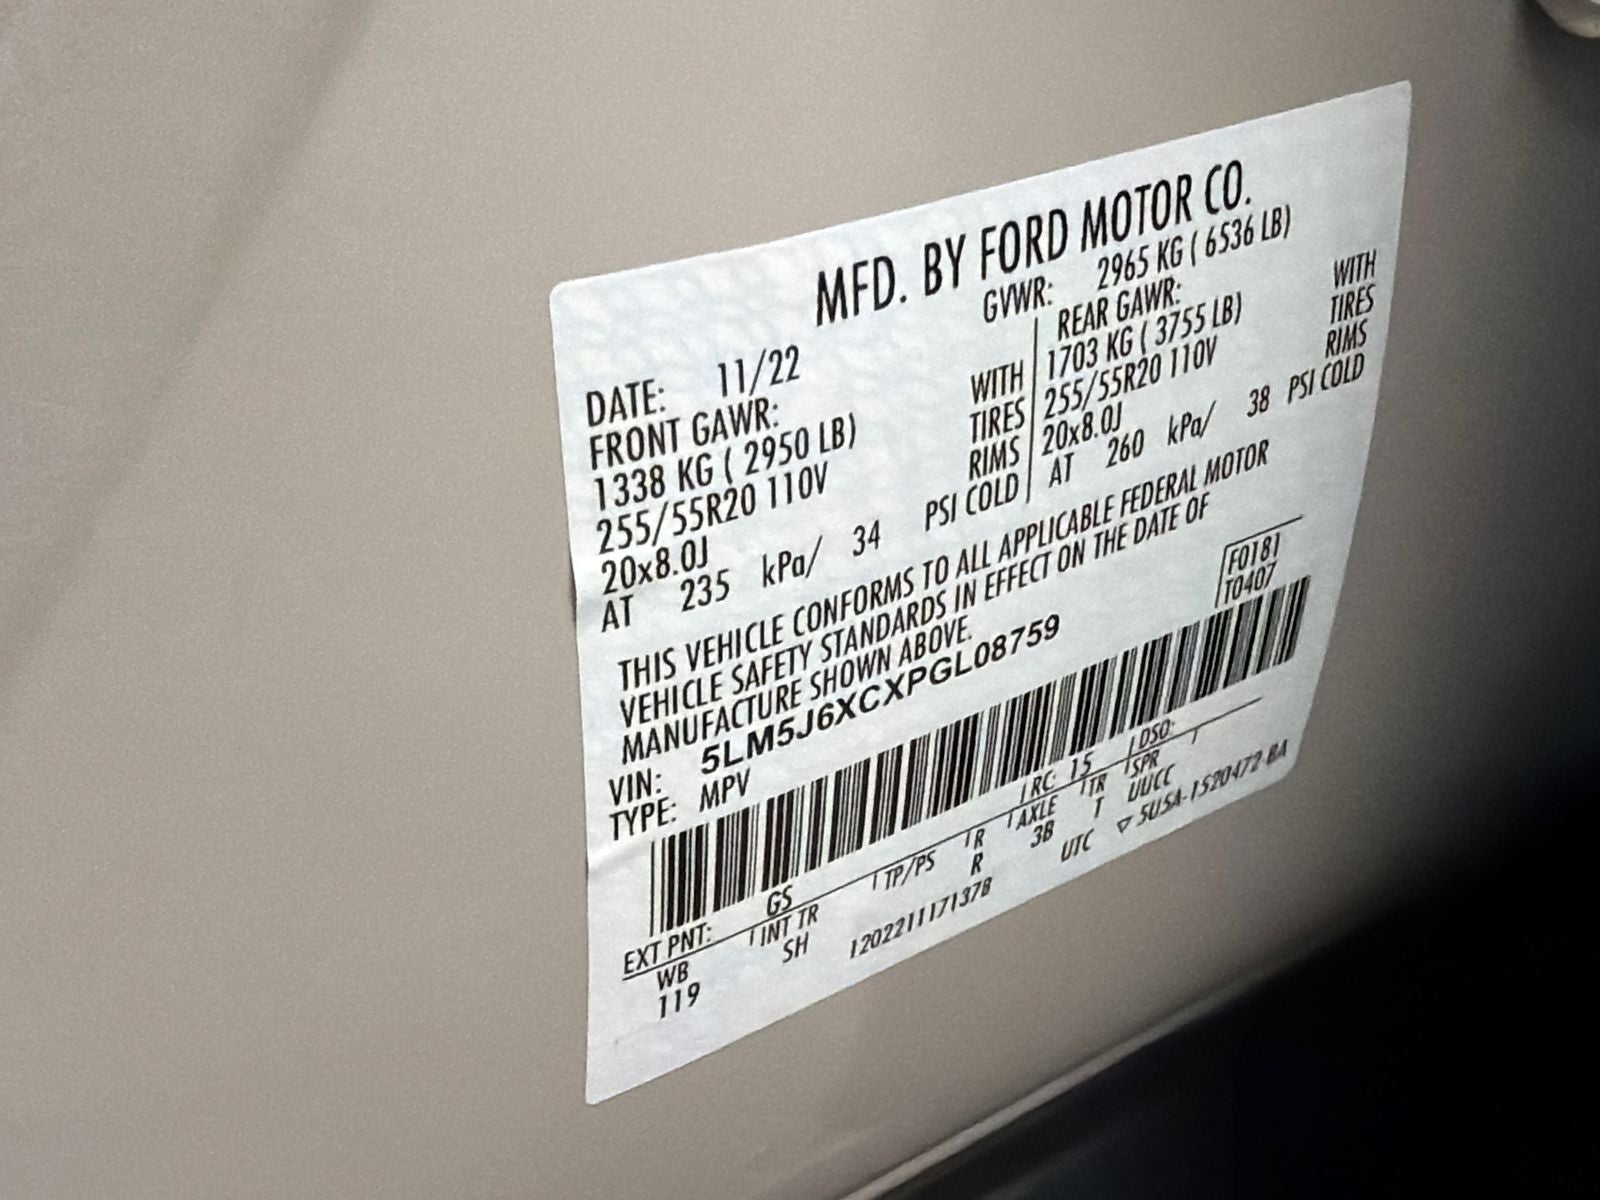 MFD. BY FORD MOTOR CO.
DATE: 11/22 GVWR: 2965 KG ( 6536 LB)
FRONT GAWR: REAR GAWR:
1338 KG ( 2950 LB) WITH 1703 KG ( 3755 LB) WITH
255/55R20 110V TIRES 255/55R20 110V TIRES
20x8.0J RIMS 20x8.0J RIMS
AT 235 kPa/ 34 PSI COLD AT 260 kPa/ 38 PSI COLD
THIS VEHICLE CONFORMS TO ALL APPLICABLE FEDERAL MOTOR
VEHICLE SAFETY STANDARDS IN EFFECT ON THE DATE OF
MANUFACTURE SHOWN ABOVE.
VIN: 5LM5J6XCXPGL08759 F0181
TYPE: MPV T0407
EXT PNT: GS RC: 15 DSO:
WB INT TR TP/PS R AXLE TR SPR
119 SH R 3B T UUCC
1202211171378 UTC ▽ 5U5A-1520472-BA